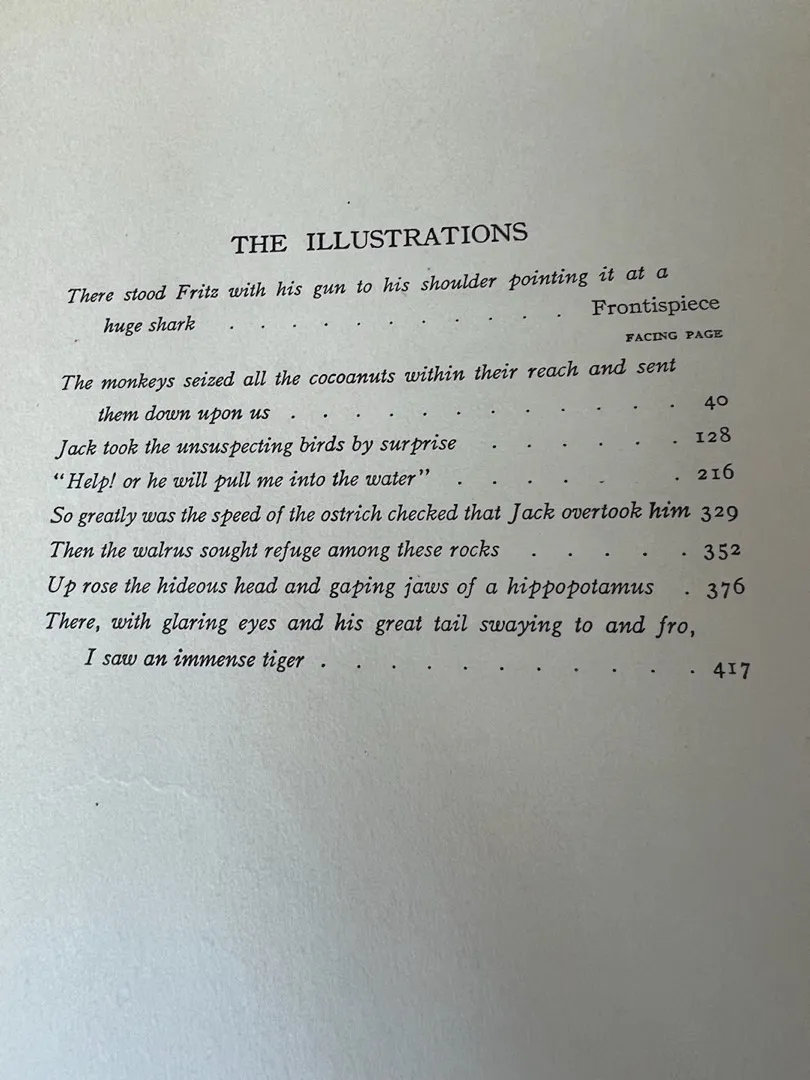 THE ILLUSTRATIONS
There stood Fritz with his gun to his shoulder pointing it at a
huge shark . . . . . . . . . . . Frontispiece
FACING PAGE
The monkeys seized all the cocoanuts within their reach and sent
them down upon us . . . . . . . . . . . . 40
Jack took the unsuspecting birds by surprise . . . . . . 128
"Help! or he will pull me into the water" . . . . . . 216
So greatly was the speed of the ostrich checked that Jack overtook him 329
Then the walrus sought refuge among these rocks . . . . . 352
Up rose the hideous head and gaping jaws of a hippopotamus . 376
There, with glaring eyes and his great tail swaying to and fro,
I saw an immense tiger . . . . . . . . . . . . 417